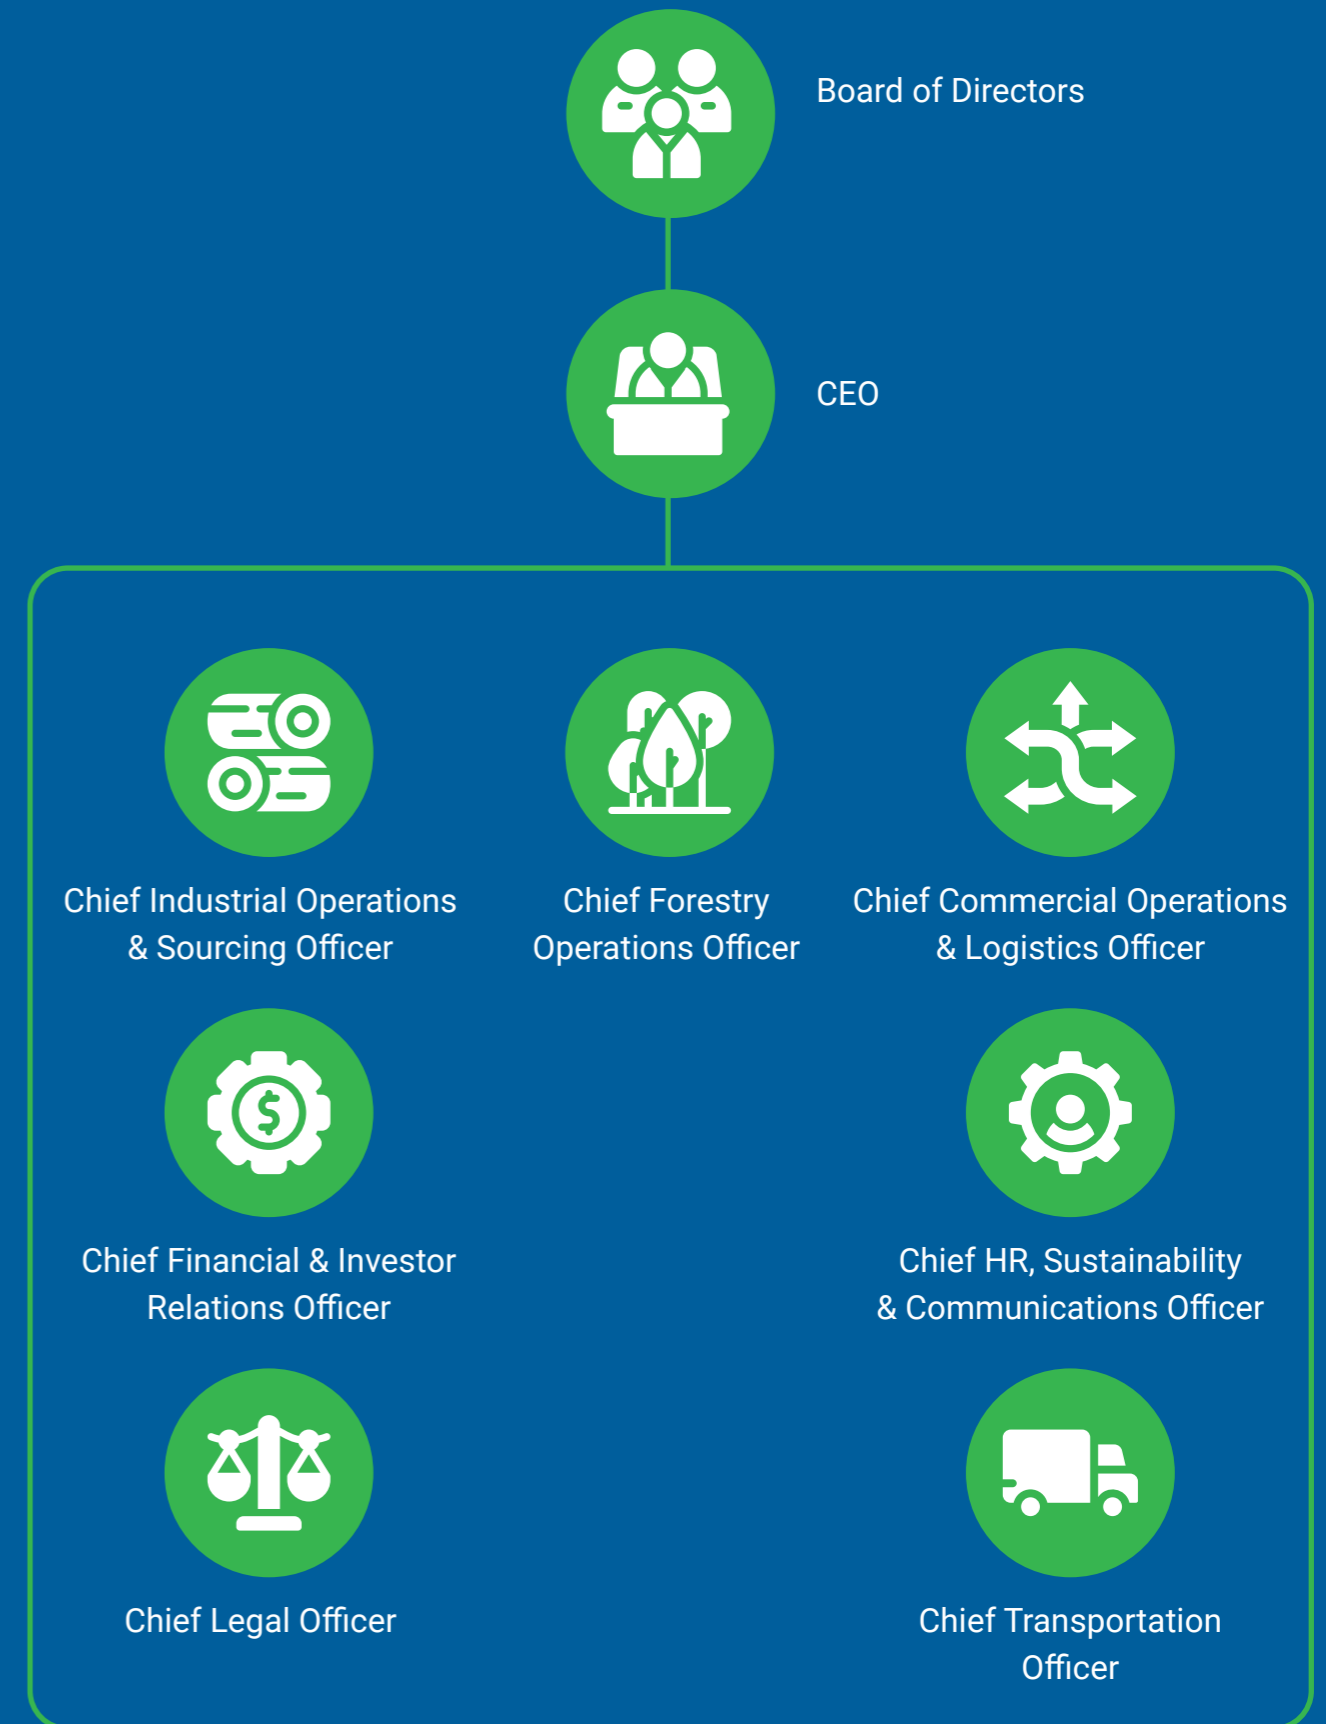 Board of Directors
CEO
Chief Industrial Operations
& Sourcing Officer
Chief Forestry
Operations Officer
Chief Commercial Operations
& Logistics Officer
Chief Financial & Investor
Relations Officer
Chief HR, Sustainability
& Communications Officer
Chief Legal Officer
Chief Transportation
Officer